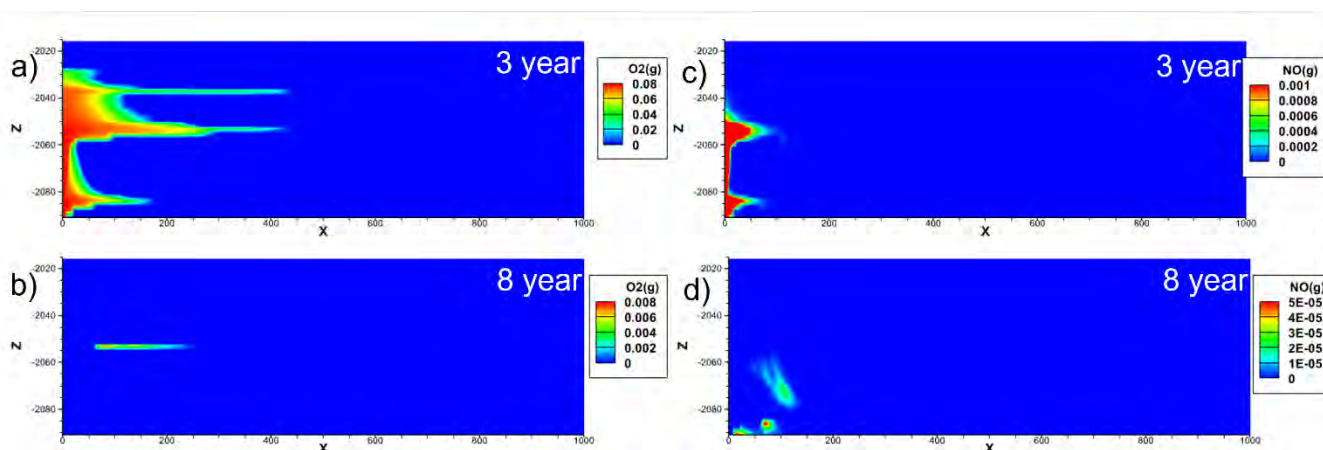 a)
3 year
O2(g)
0.08
0.06
0.04
0.02
0
-2020
-2040
-2060
-2080
Z
0
200
400
600
800
1000
X
c)
3 year
NO(g)
0.001
0.0008
0.0006
0.0004
0.0002
0
-2020
-2040
-2060
-2080
Z
0
200
400
600
800
1000
X
b)
8 year
O2(g)
0.008
0.006
0.004
0.002
0
-2020
-2040
-2060
-2080
Z
0
200
400
600
800
1000
X
d)
8 year
NO(g)
5E-05
4E-05
3E-05
2E-05
1E-05
0
-2020
-2040
-2060
-2080
Z
0
200
400
600
800
1000
X